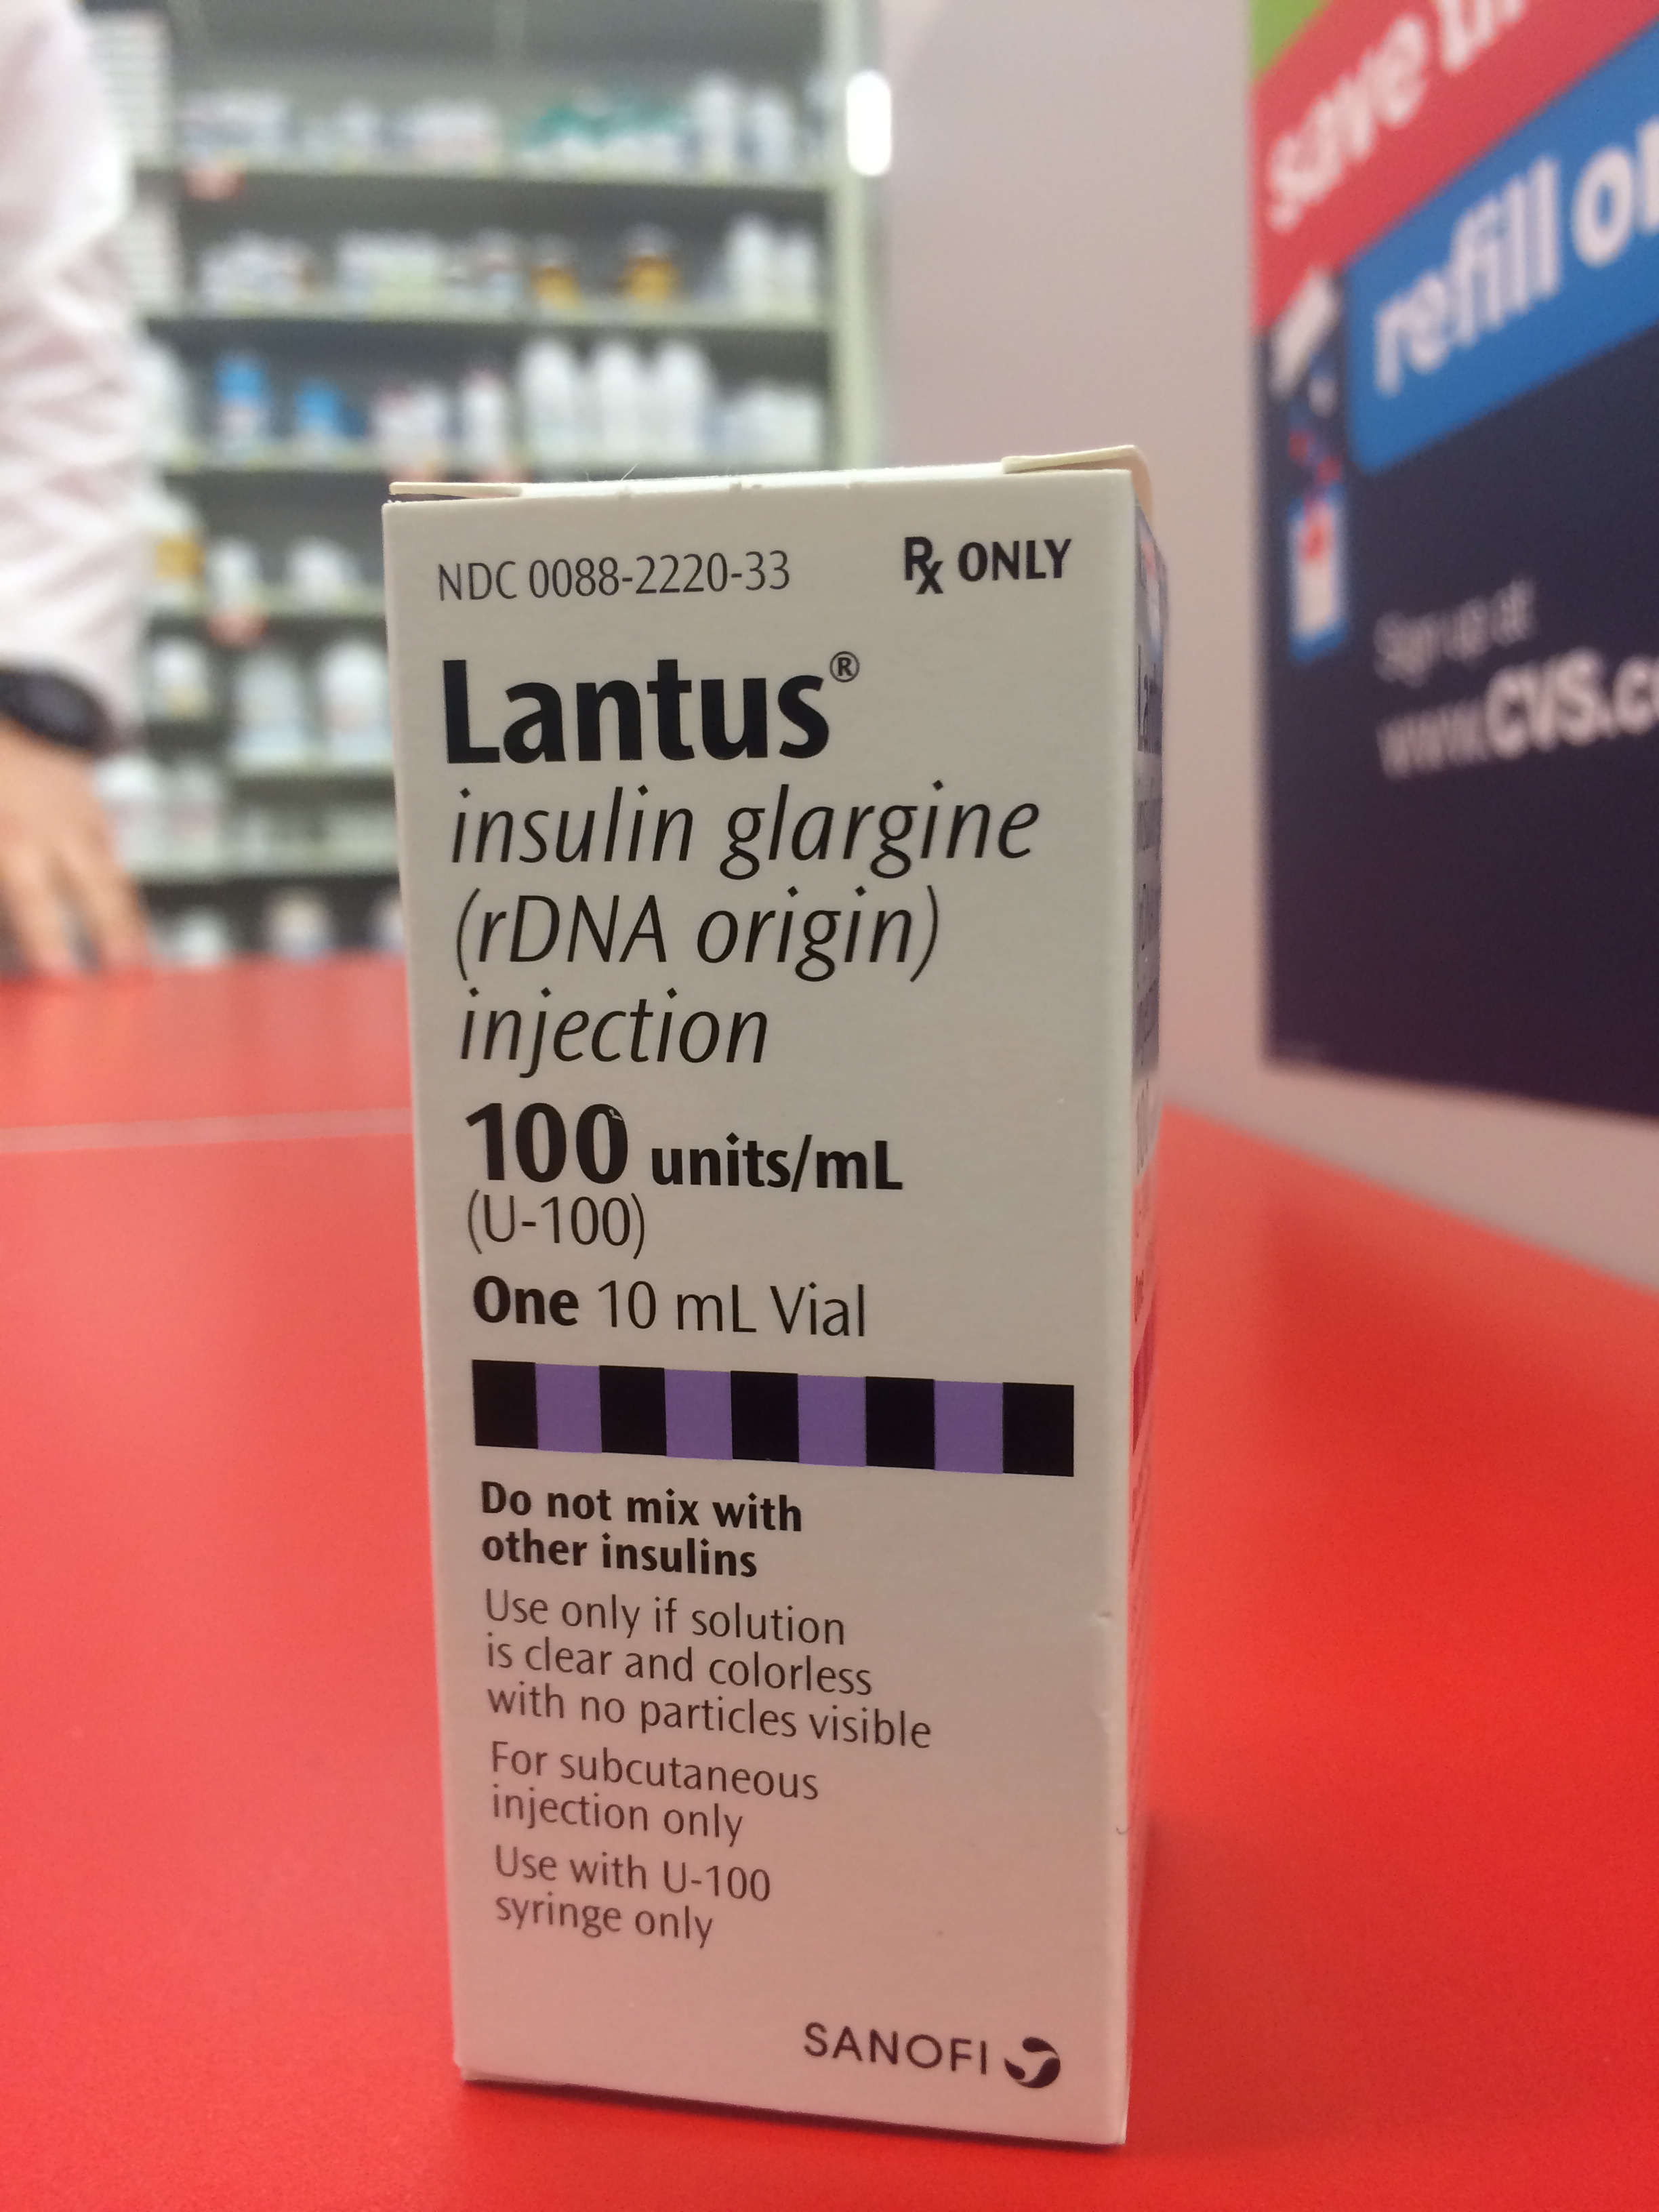 NDC 0088-2220-33
Rx ONLY
Lantus®
insulin glargine
(rDNA origin)
injection
100 units/mL
(U-100)
One 10 mL Vial
Do not mix with
other insulins
Use only if solution
is clear and colorless
with no particles visible
For subcutaneous
injection only
Use with U-100
syringe only
SANOFI
save
refill
Sign up at
www.CVS.c